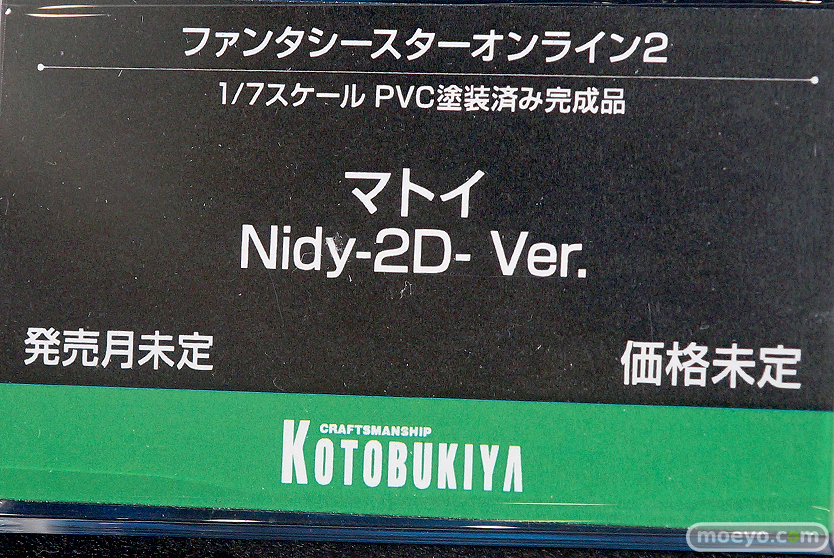 ファンタシースターオンライン2
1/7スケール PVC塗装済み完成品
マトイ
Nidy-2D- Ver.
発売月未定
価格未定
CRAFTSMANSHIP
KOTOBUKIYA
moeyo.com